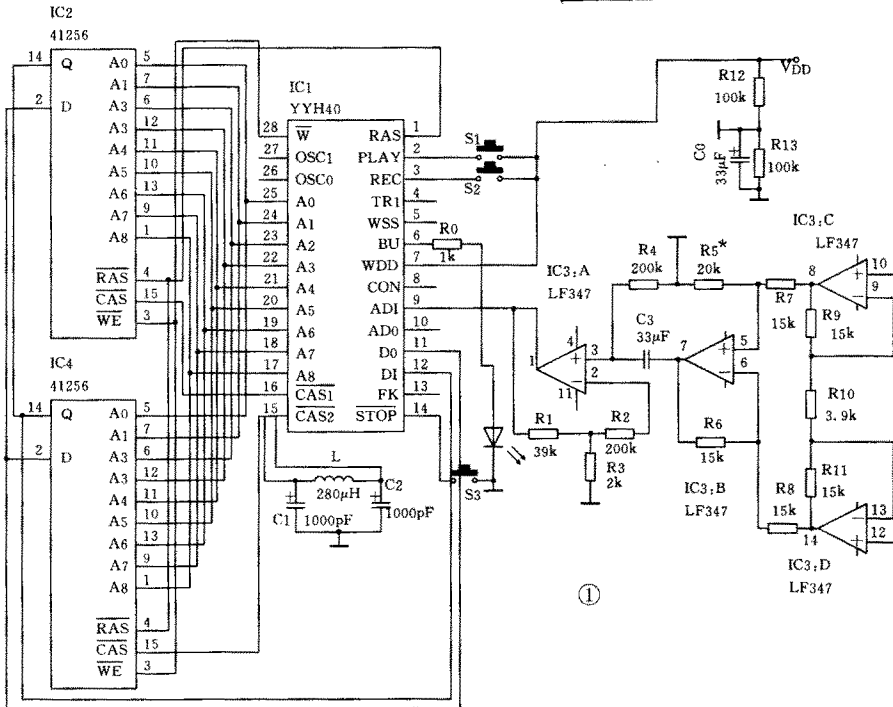 IC2
41256
14 Q A0 5
A1 7
2 D A3 6
A3 12
A4 11
A5 10
A6 13
A7 9
A8 1
RAS 4
CAS 15
WE 3
IC4
41256
14 Q A0 5
A1 7
2 D A3 6
A3 12
A4 11
A5 10
A6 13
A7 9
A8 1
RAS 4
CAS 15
WE 3
IC1
YYH40
28 W RAS 1
27 OSC1 PLAY 2
26 OSC0 REC 3
25 A0 TR1 4
24 A1 WSS 5
23 A2 BU 6
22 A3 WDD 7
21 A4 CON 8
20 A5 ADI 9
19 A6 AD0 10
18 A7 D0 11
17 A8 DI 12
16 CAS1 FK 13
15 CAS2 STOP 14
L
280μH
C1
1000pF
C2
1000pF
S1
S2
S3
R0
1k
VDD
R12
100k
C0
33μF
R13
100k
IC3:A
LF347
4
3
2
11
1
+
−
R1
39k
R2
200k
R3
2k
R4
200k
R5*
20k
C3
33μF
7
5
6
+
−
R6
15k
IC3:B
LF347
R7
15k
R8
15k
R9
15k
R10
3.9k
R11
15k
IC3:C
LF347
8
10
9
+
−
13
12
14
−
+
IC3:D
LF347
①